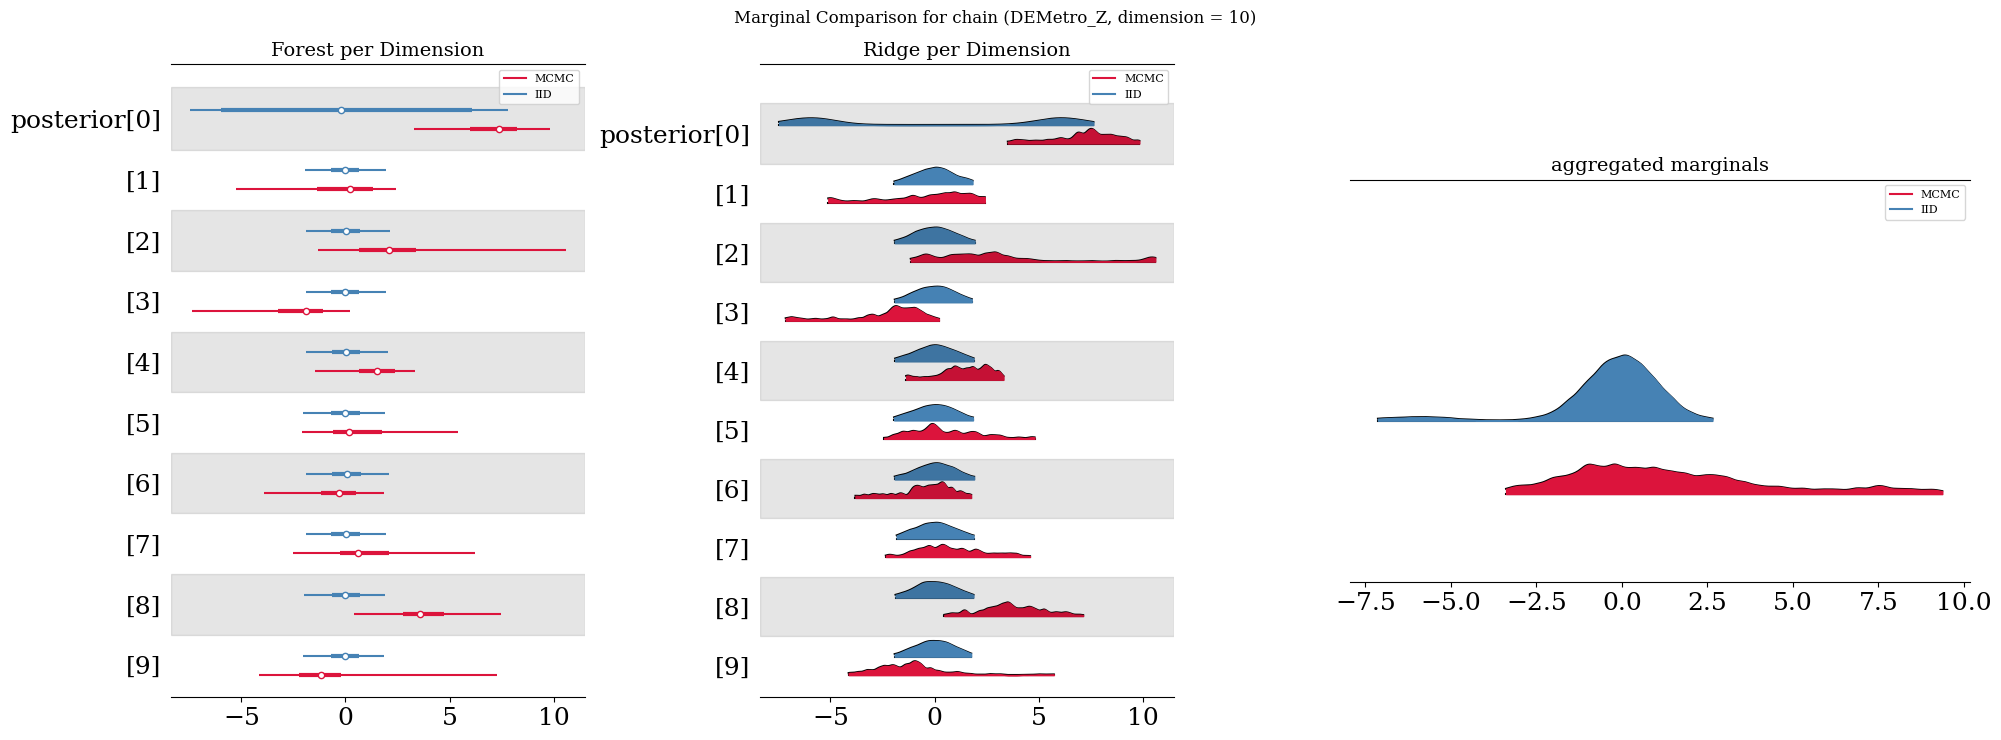 Marginal Comparison for chain (DEMetro_Z, dimension = 10)
Forest per Dimension
MCMC
IID
posterior[0]
[1]
[2]
[3]
[4]
[5]
[6]
[7]
[8]
[9]
−5 0 5 10
Ridge per Dimension
MCMC
IID
posterior[0]
[1]
[2]
[3]
[4]
[5]
[6]
[7]
[8]
[9]
−5 0 5 10
aggregated marginals
MCMC
IID
−7.5 −5.0 −2.5 0.0 2.5 5.0 7.5 10.0